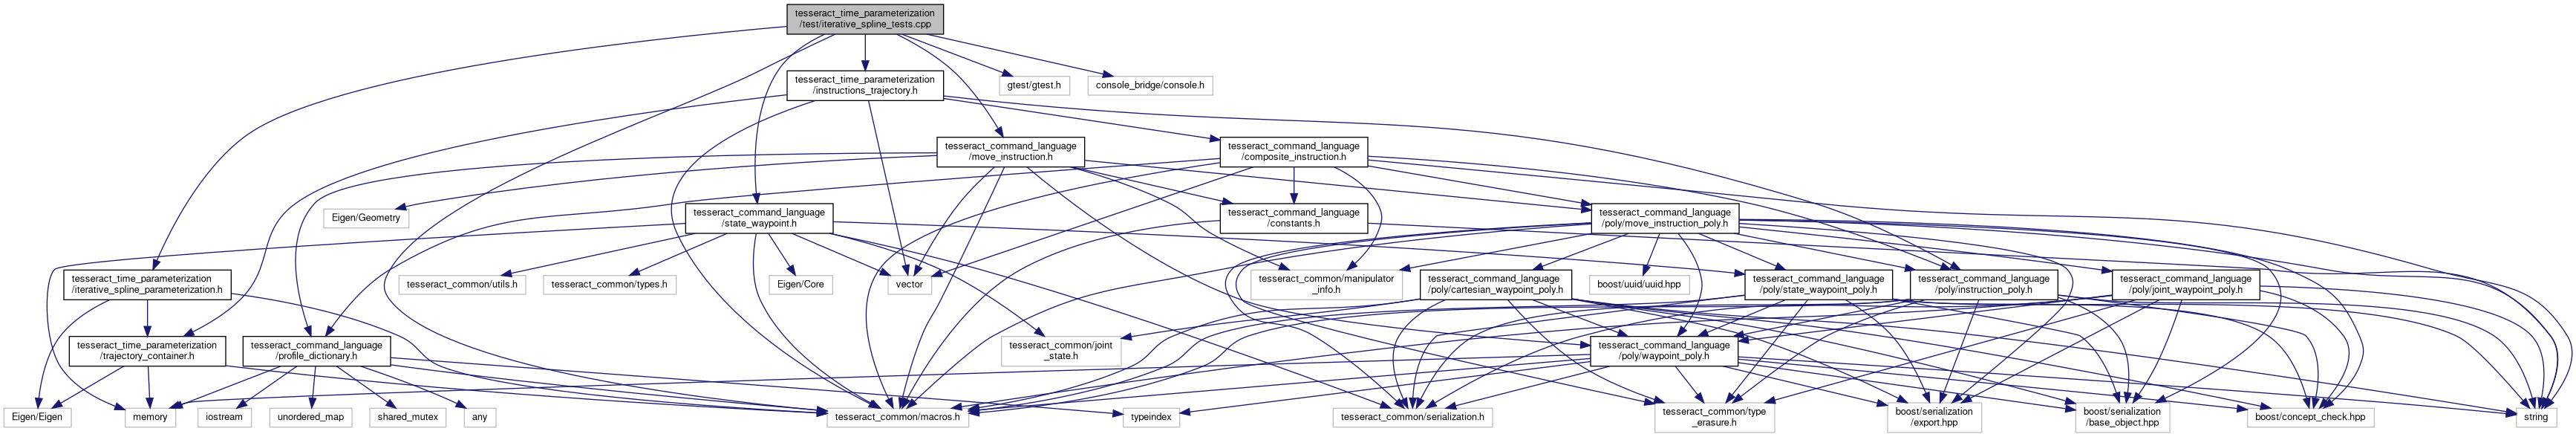 tesseract_time_parameterization
/test/iterative_spline_tests.cpp
tesseract_time_parameterization
/instructions_trajectory.h
gtest/gtest.h
console_bridge/console.h
tesseract_command_language
/move_instruction.h
tesseract_command_language
/composite_instruction.h
Eigen/Geometry
tesseract_command_language
/state_waypoint.h
tesseract_command_language
/constants.h
tesseract_command_language
/poly/move_instruction_poly.h
tesseract_time_parameterization
/iterative_spline_parameterization.h
tesseract_common/utils.h
tesseract_common/types.h
Eigen/Core
vector
tesseract_common/manipulator
_info.h
tesseract_command_language
/poly/cartesian_waypoint_poly.h
boost/uuid/uuid.hpp
tesseract_command_language
/poly/state_waypoint_poly.h
tesseract_command_language
/poly/instruction_poly.h
tesseract_command_language
/poly/joint_waypoint_poly.h
tesseract_time_parameterization
/trajectory_container.h
tesseract_command_language
/profile_dictionary.h
tesseract_common/joint
_state.h
tesseract_command_language
/poly/waypoint_poly.h
Eigen/Eigen
memory
iostream
unordered_map
shared_mutex
any
tesseract_common/macros.h
typeindex
tesseract_common/serialization.h
tesseract_common/type
_erasure.h
boost/serialization
/export.hpp
boost/serialization
/base_object.hpp
boost/concept_check.hpp
string